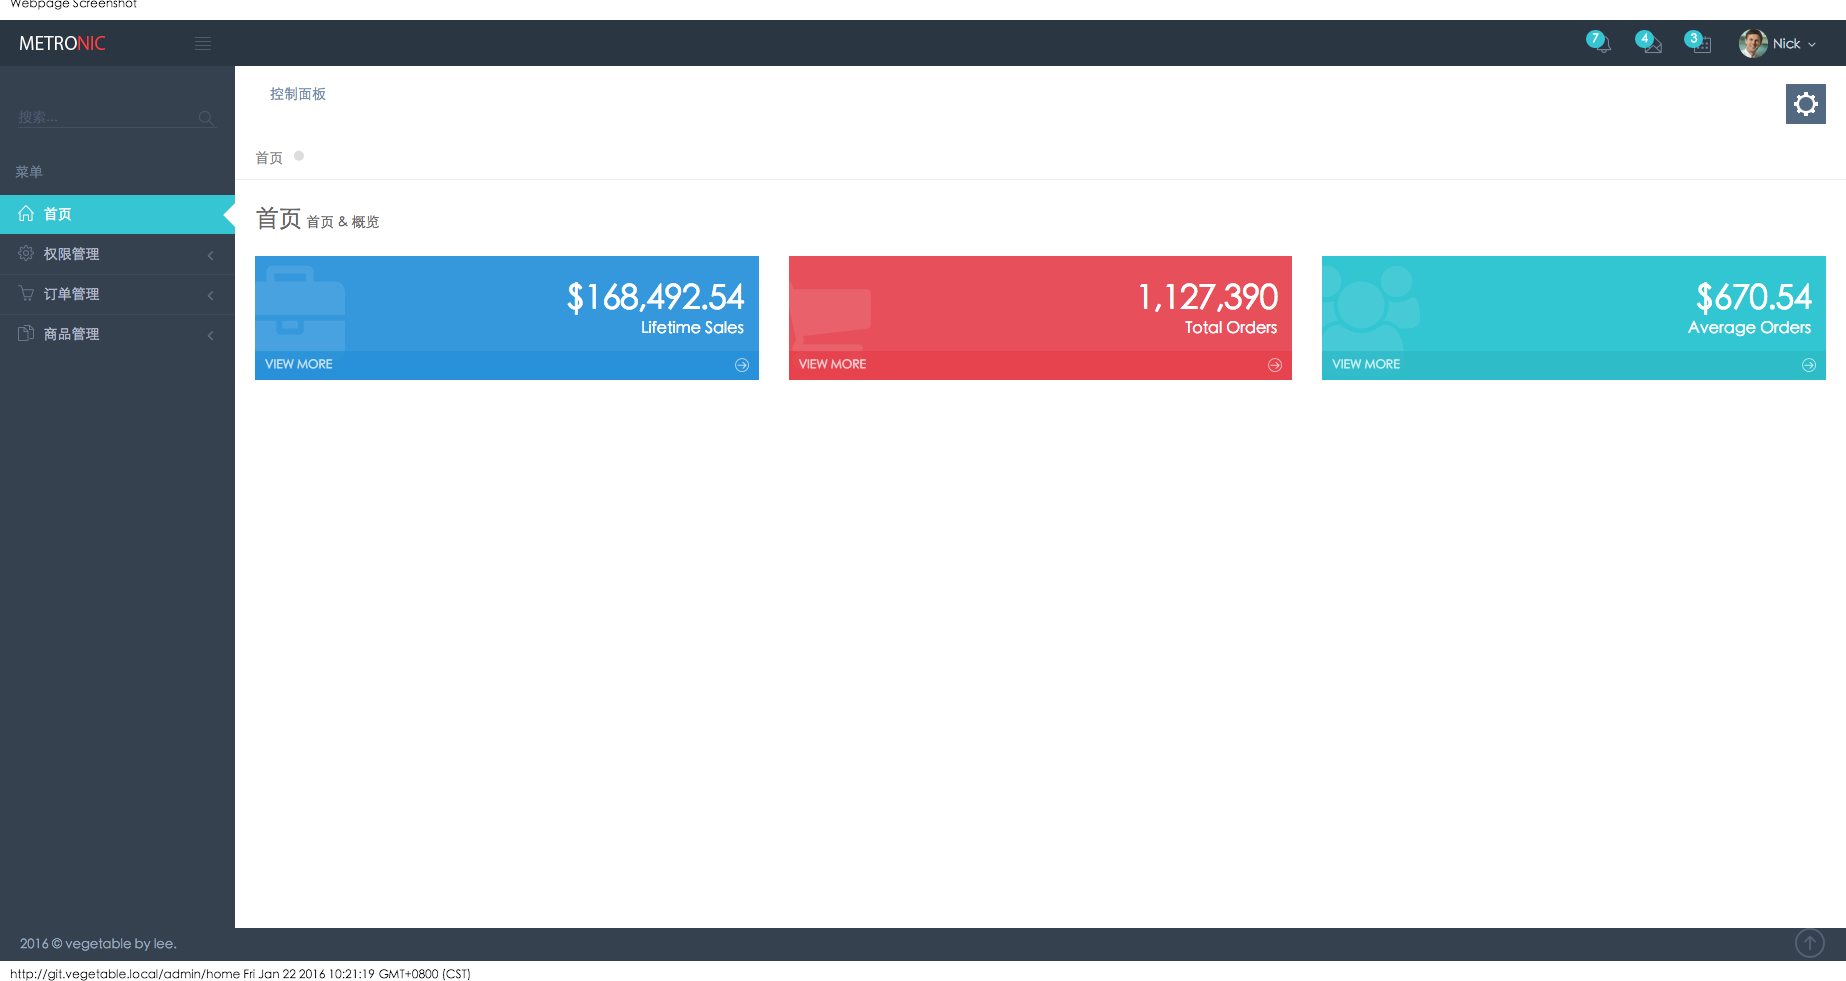 Webpage Screenshot
METRONIC
7
4
3
Nick
搜索...
菜单
首页
权限管理
订单管理
商品管理
控制面板
首页
首页 首页 & 概览
$168,492.54
Lifetime Sales
VIEW MORE
1,127,390
Total Orders
VIEW MORE
$670.54
Average Orders
VIEW MORE
2016 © vegetable by lee.
http://git.vegetable.local/admin/home Fri Jan 22 2016 10:21:19 GMT+0800 (CST)